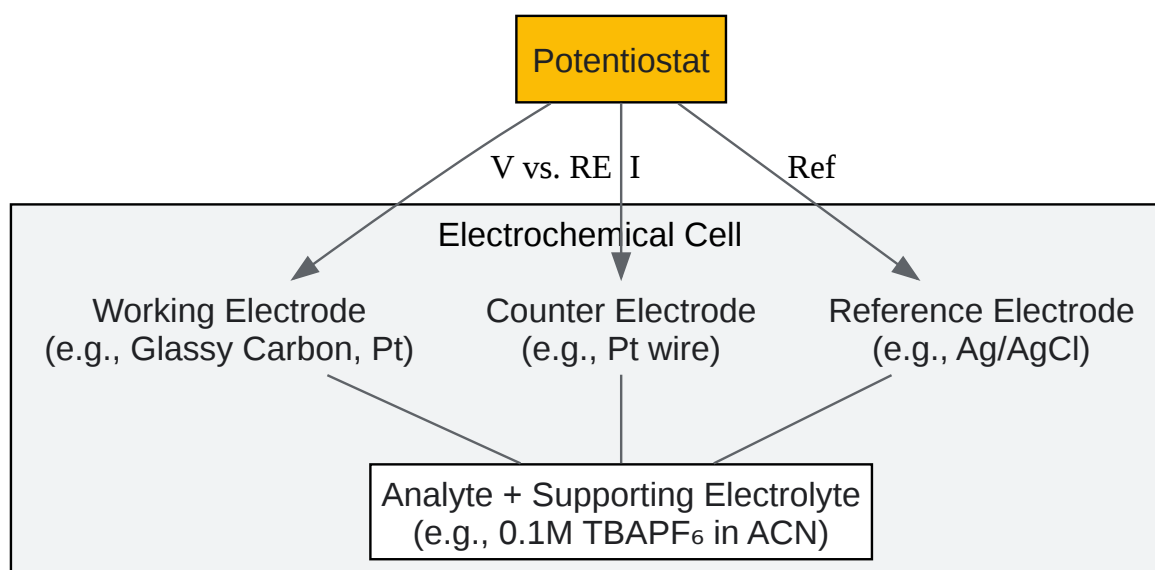 Potentiostat
V vs. RE
I
Ref
Electrochemical Cell
Working Electrode
(e.g., Glassy Carbon, Pt)
Counter Electrode
(e.g., Pt wire)
Reference Electrode
(e.g., Ag/AgCl)
Analyte + Supporting Electrolyte
(e.g., 0.1M TBAPF₆ in ACN)